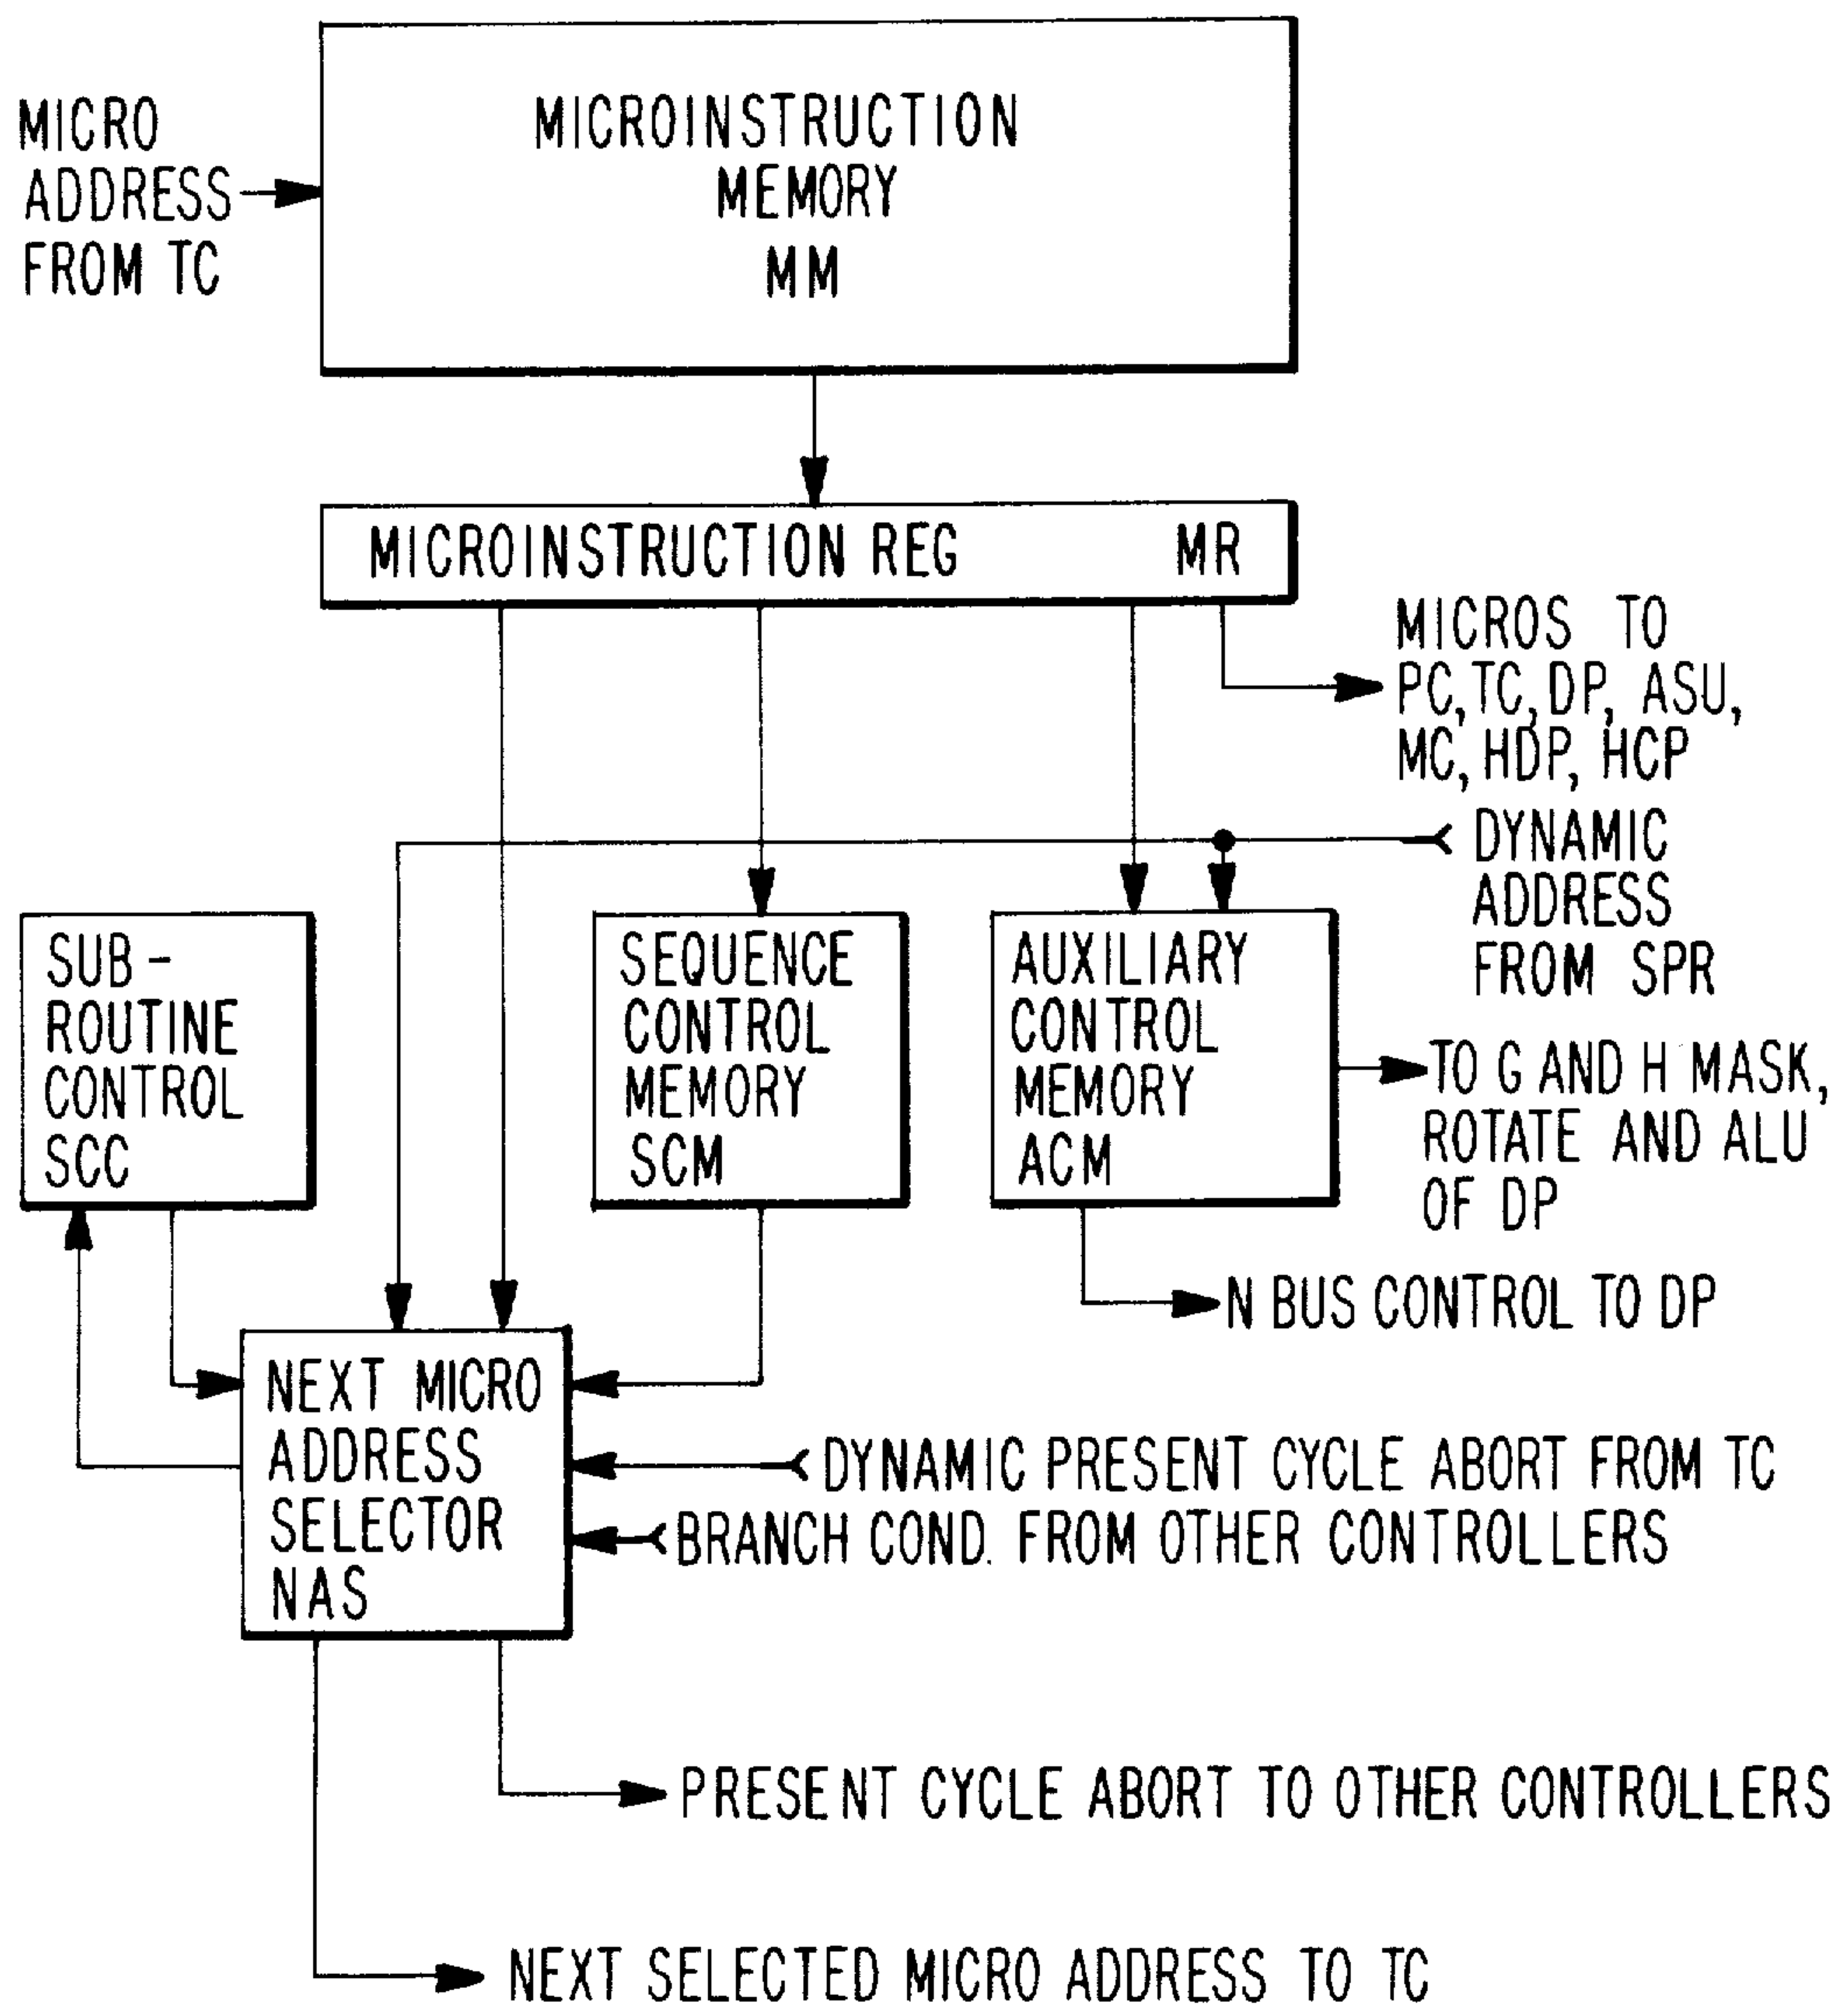 MICRO
ADDRESS
FROM TC
MICROINSTRUCTION
MEMORY
MM
MICROINSTRUCTION REG MR
MICROS TO
PC, TC, DP, ASU,
MC, HDP, HCP
DYNAMIC
ADDRESS
FROM SPR
SUB-
ROUTINE
CONTROL
SCC
SEQUENCE
CONTROL
MEMORY
SCM
AUXILIARY
CONTROL
MEMORY
ACM
TO G AND H MASK,
ROTATE AND ALU
OF DP
N BUS CONTROL TO DP
NEXT MICRO
ADDRESS
SELECTOR
NAS
DYNAMIC PRESENT CYCLE ABORT FROM TC
BRANCH COND. FROM OTHER CONTROLLERS
PRESENT CYCLE ABORT TO OTHER CONTROLLERS
NEXT SELECTED MICRO ADDRESS TO TC